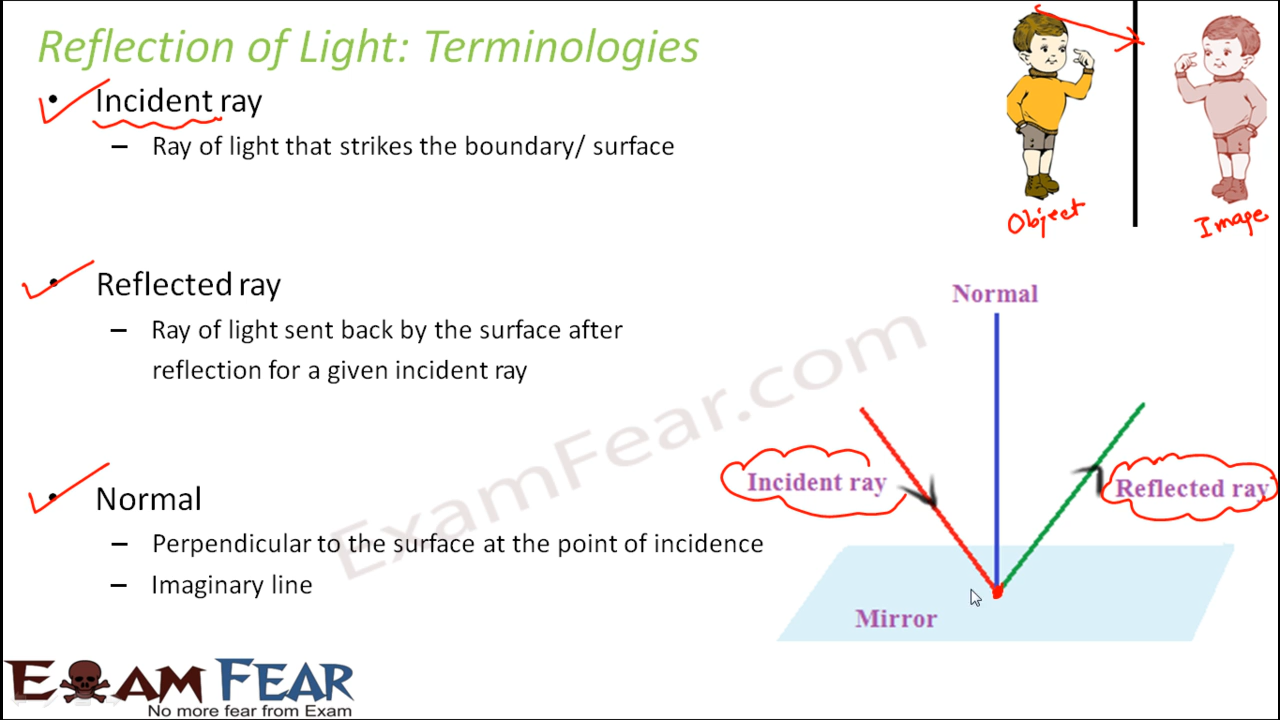 Reflection of Light: Terminologies
• Incident ray
– Ray of light that strikes the boundary/ surface
Object
Image
• Reflected ray
– Ray of light sent back by the surface after
reflection for a given incident ray
• Normal
– Perpendicular to the surface at the point of incidence
– Imaginary line
Normal
Incident ray
Reflected ray
Mirror
ExamFear.com
EXAM FEAR
No more fear from Exam